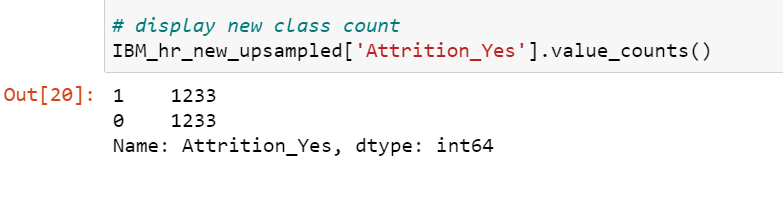 # display new class count
IBM_hr_new_upsampled['Attrition_Yes'].value_counts()
Out[20]: 1    1233
0    1233
Name: Attrition_Yes, dtype: int64